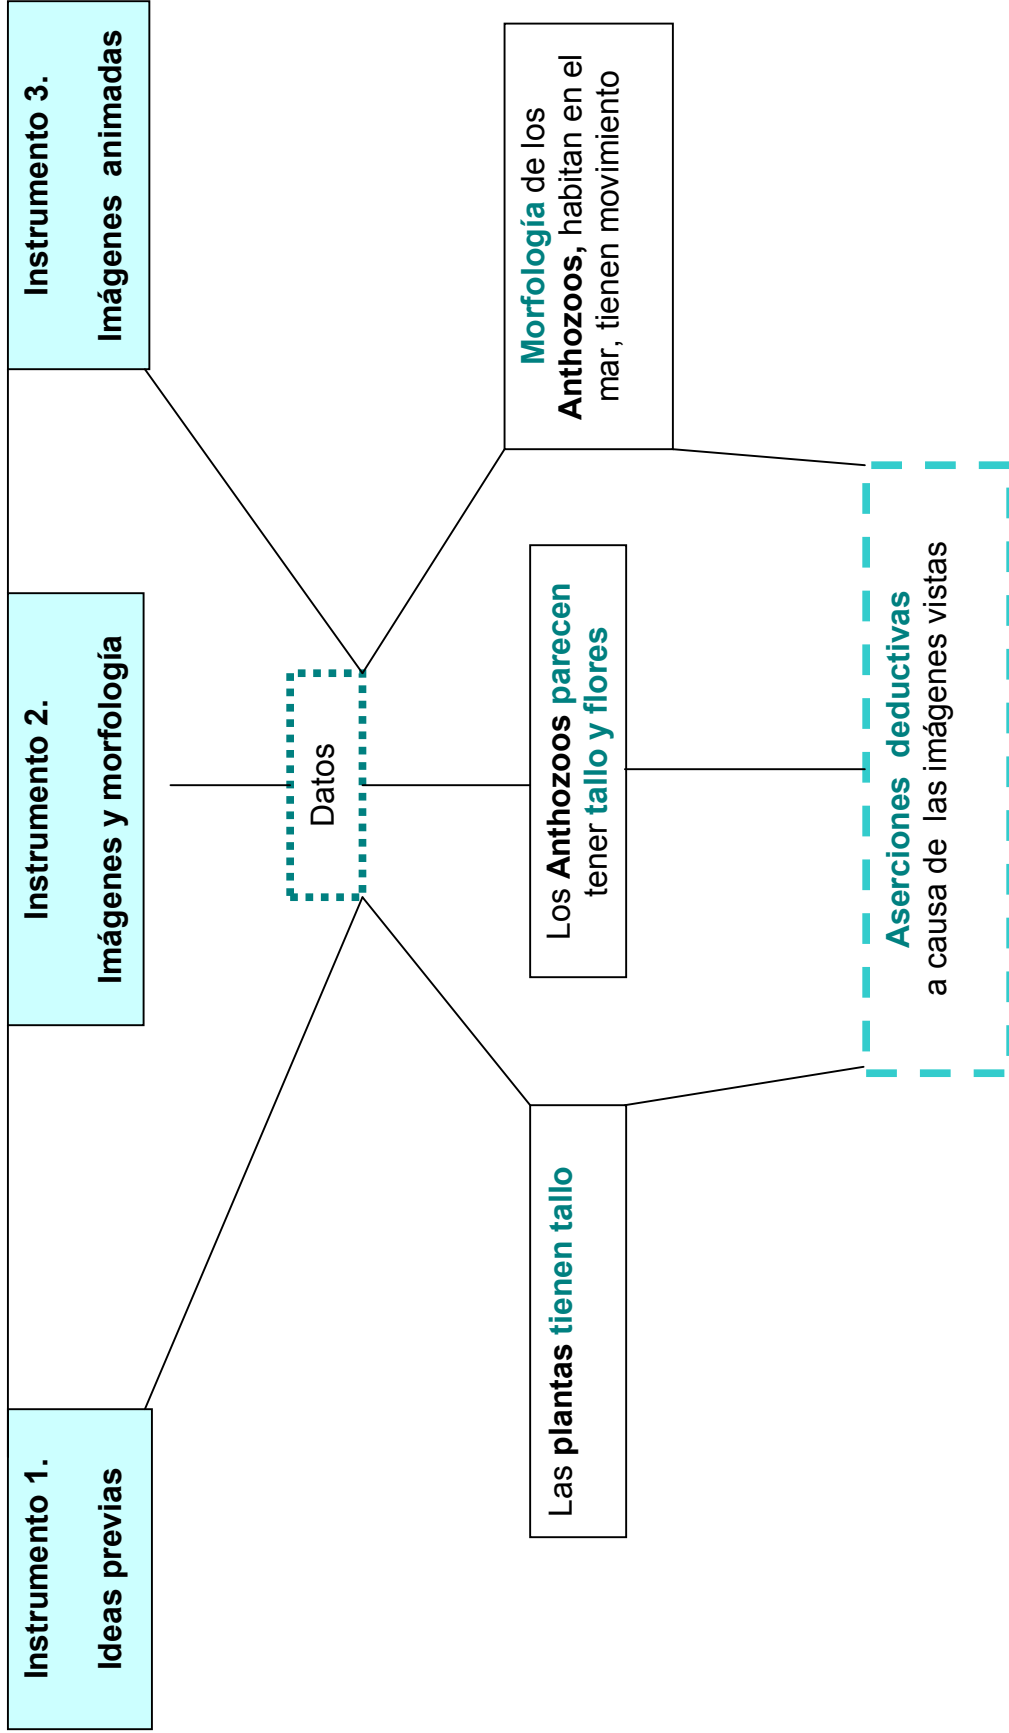 Instrumento 1.
Ideas previas
Instrumento 2.
Imágenes y morfología
Instrumento 3.
Imágenes animadas
Datos
Las plantas tienen tallo
Los Anthozoos parecen
tener tallo y flores
Morfología de los
Anthozoos, habitan en el
mar, tienen movimiento
Aserciones deductivas
a causa de las imágenes vistas